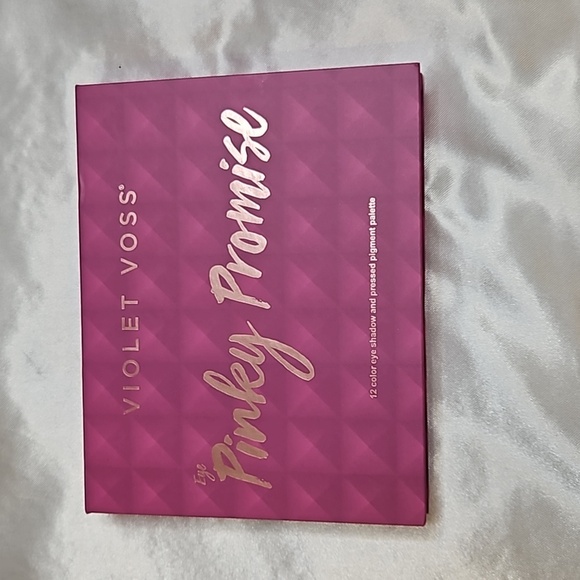 VIOLET VOSS®
Eye
Pinky Promise
12 color eye shadow and pressed pigment palette